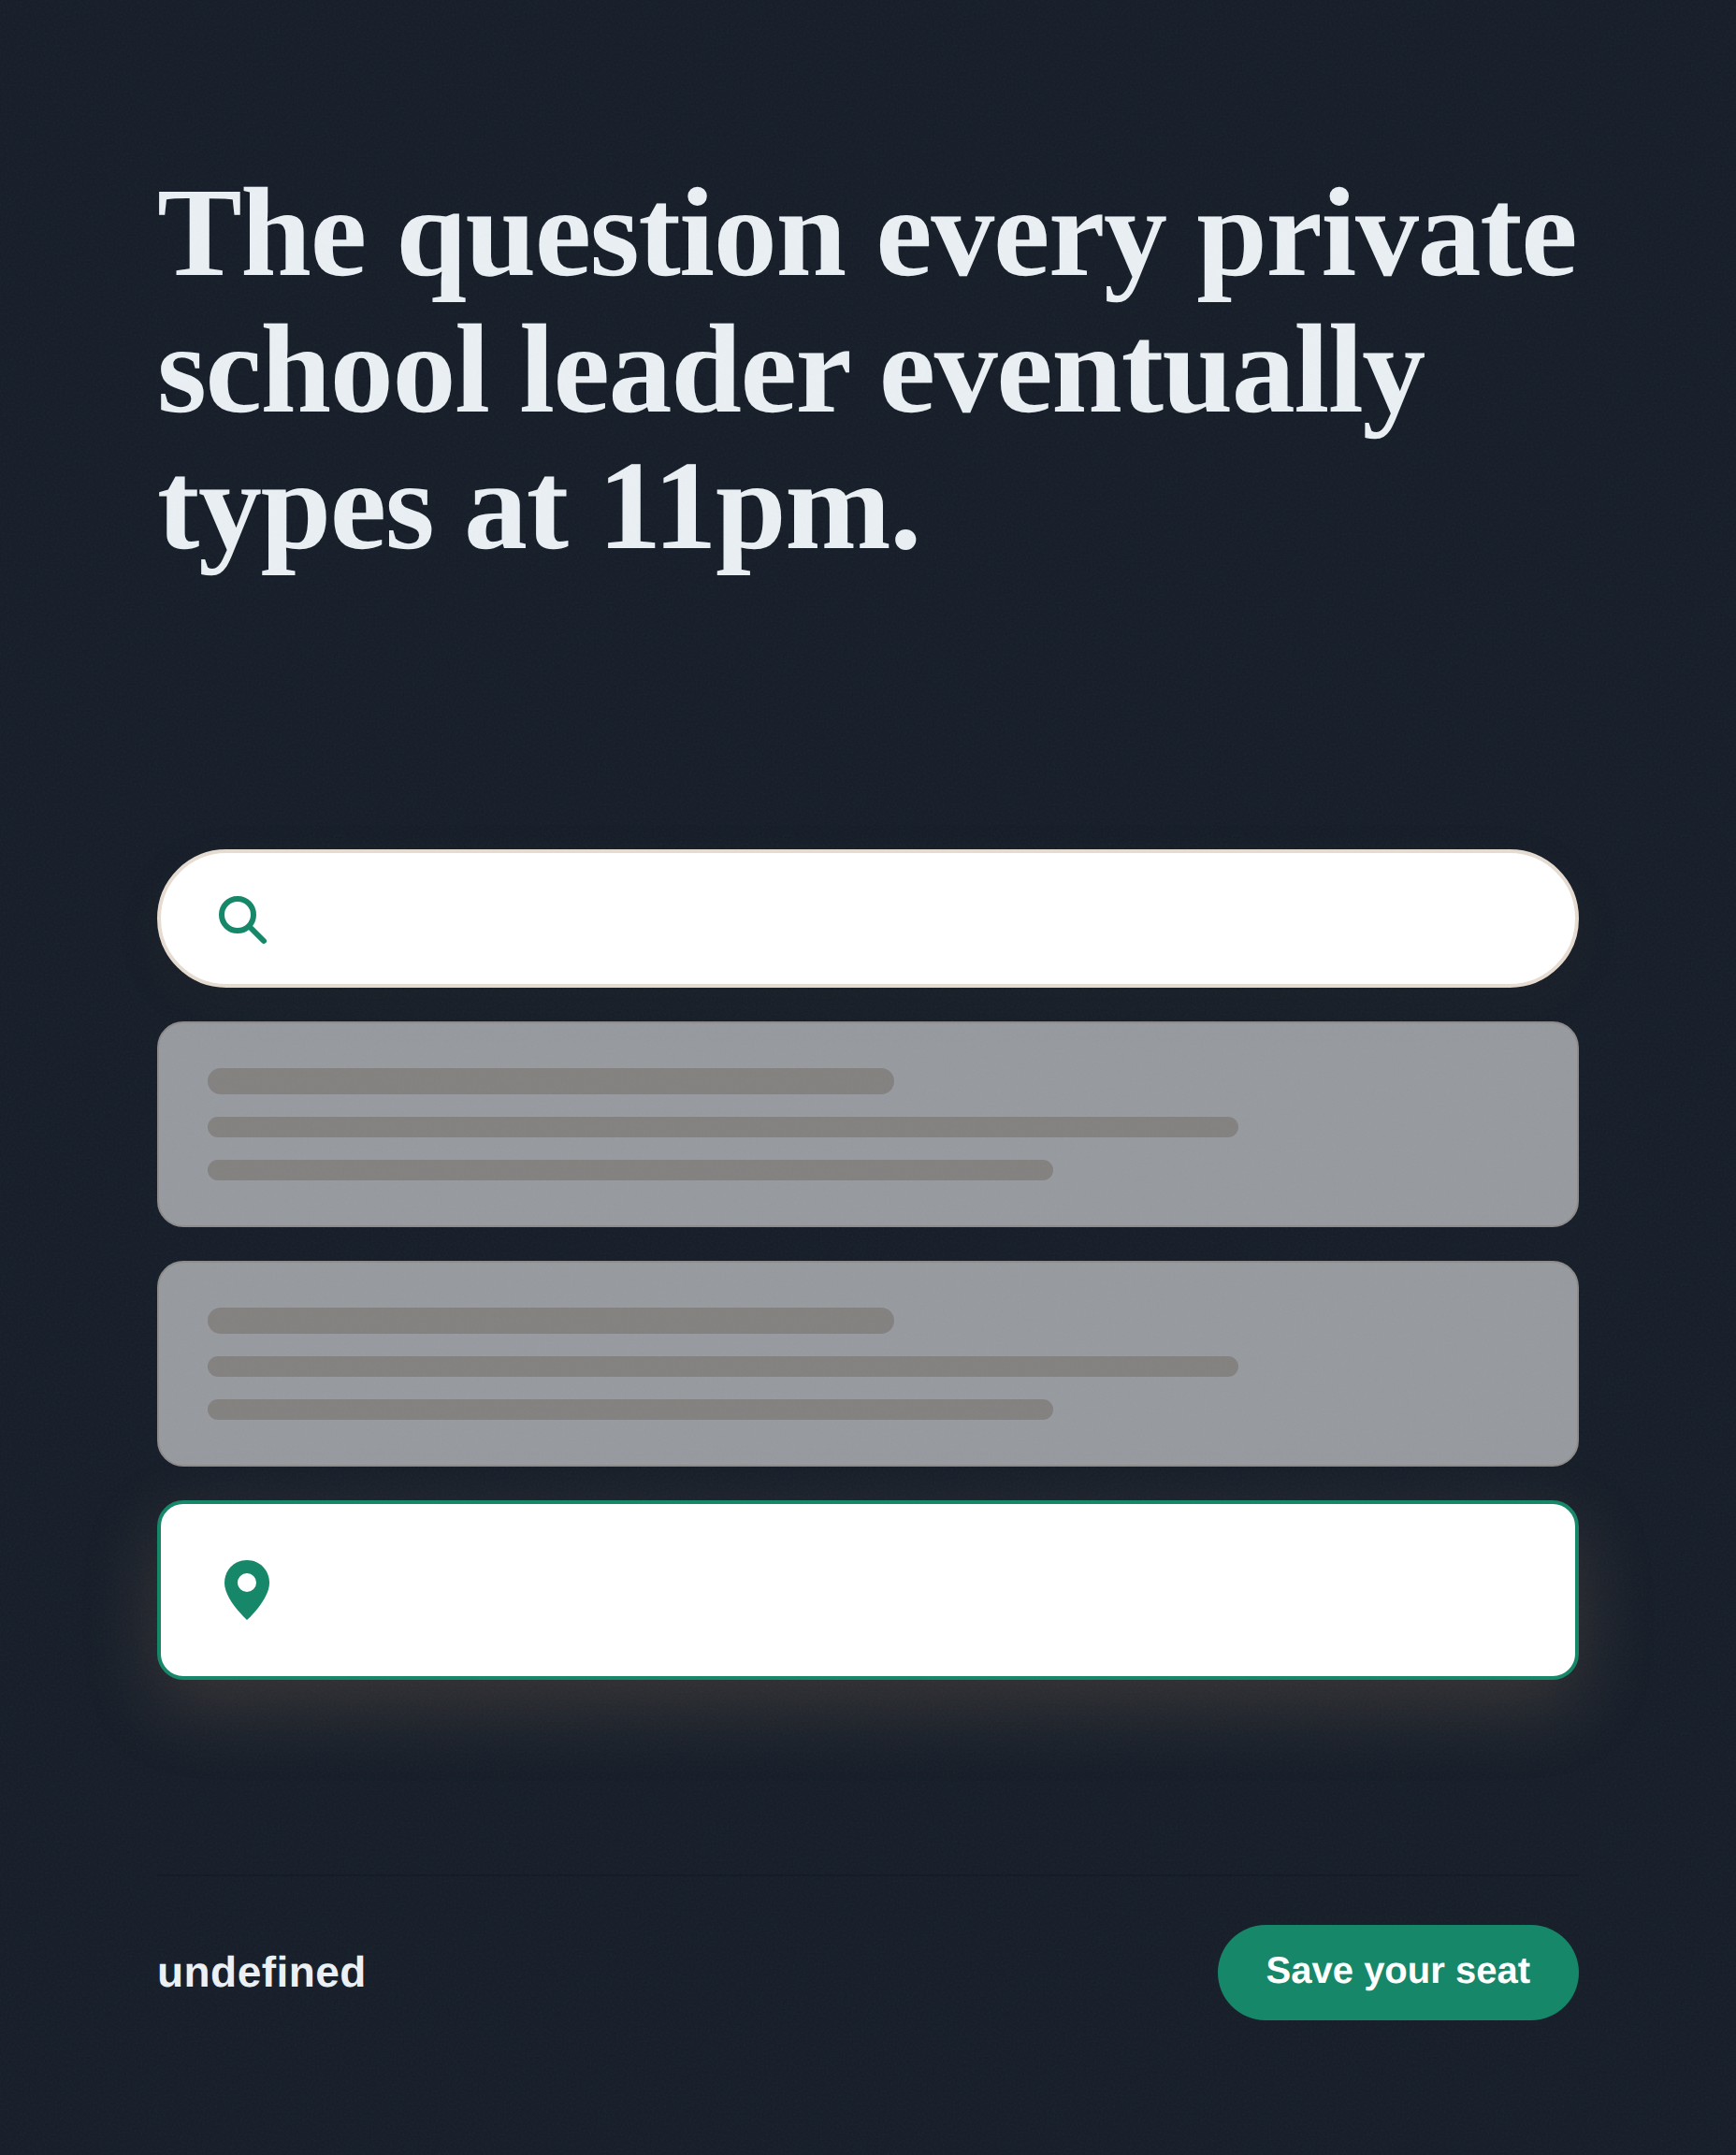 The question every private
school leader eventually
types at 11pm.
undefined
Save your seat